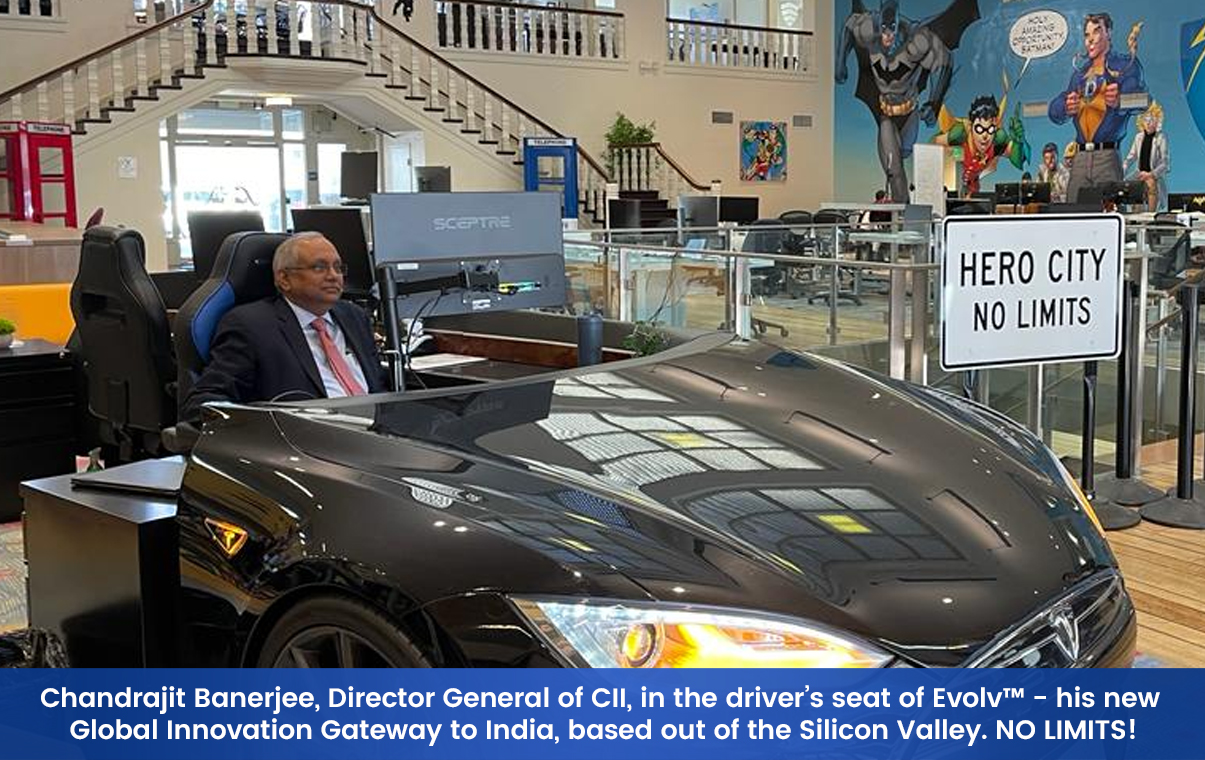 HOLY
AMAZING
OPPORTUNITY
BATMAN!
TELEPHONE
TELEPHONE
SCEPTRE
HERO CITY
NO LIMITS
Chandrajit Banerjee, Director General of CII, in the driver's seat of Evolv™ - his new
Global Innovation Gateway to India, based out of the Silicon Valley. NO LIMITS!